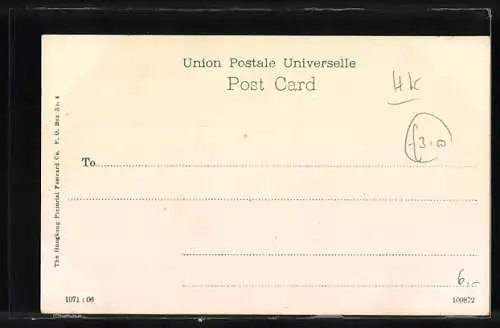 Union Postale Universelle
Post Card
HK
£3.00
The Hongkong Pictorial Postcard Co. P. O. Box No. 4
To
6,-
1071 : 06
100872